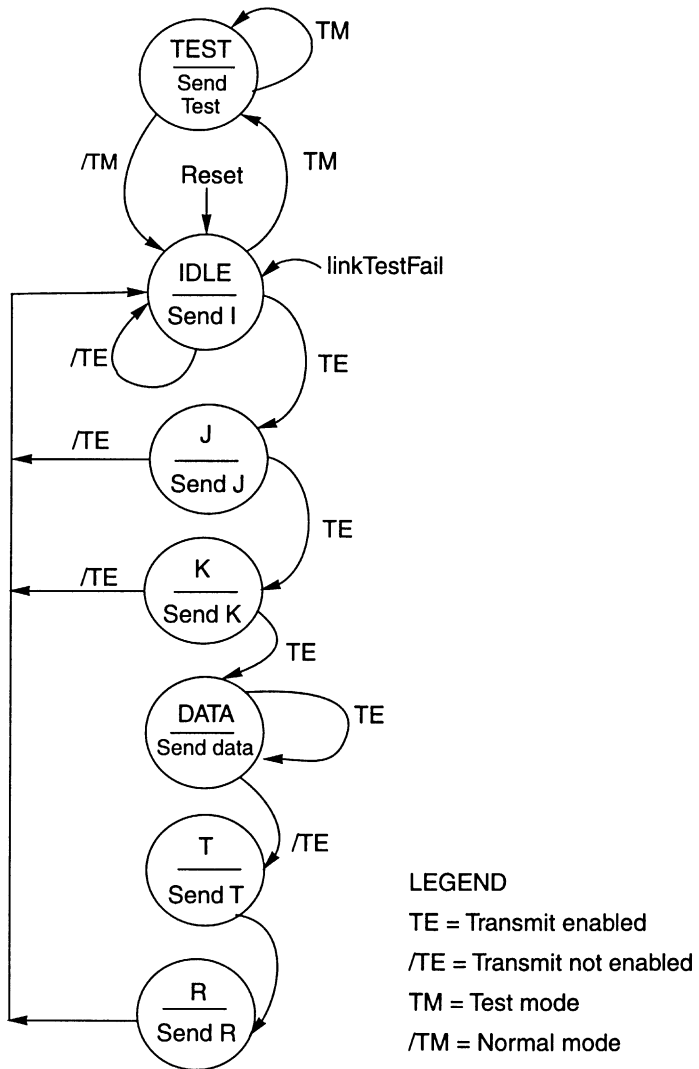 TM
TEST
Send
Test
/TM
TM
Reset
linkTestFail
IDLE
Send I
/TE
TE
/TE
J
Send J
TE
/TE
K
Send K
TE
DATA
Send data
TE
/TE
T
Send T
R
Send R
LEGEND
TE = Transmit enabled
/TE = Transmit not enabled
TM = Test mode
/TM = Normal mode